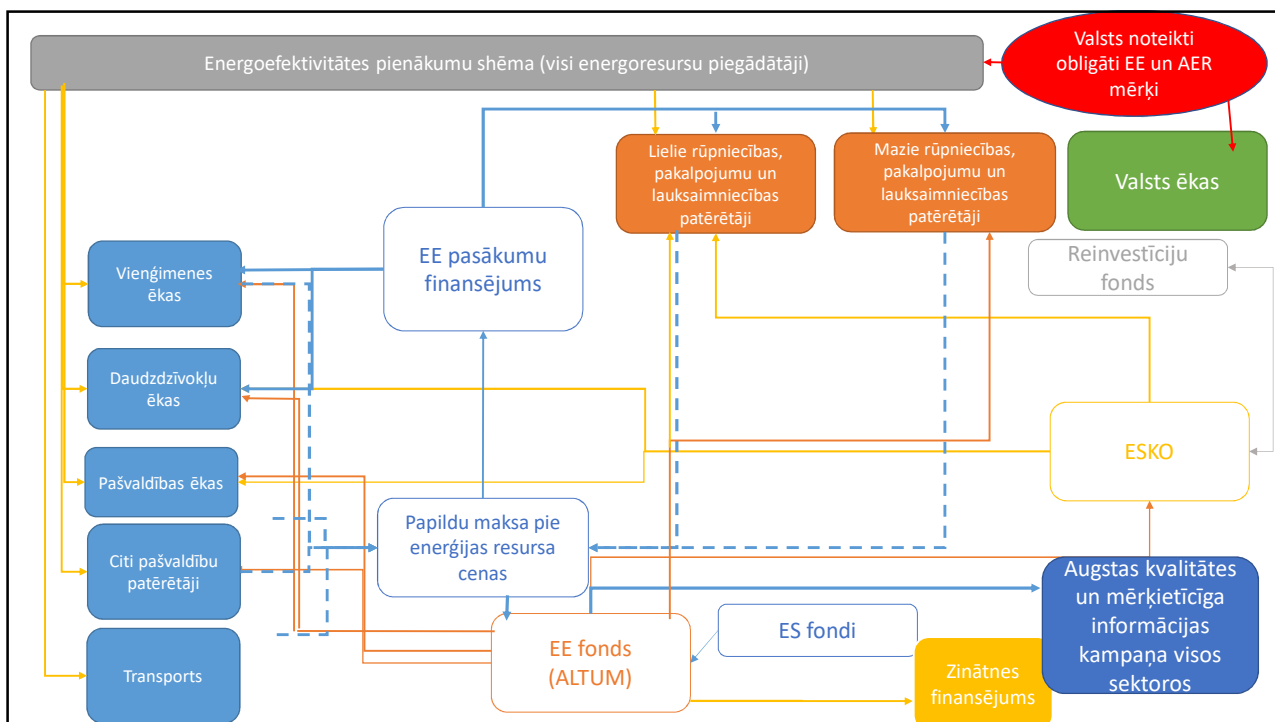 Energoefektivitātes pienākumu shēma (visi energoresursu piegādātāji)
Valsts noteikti
obligāti EE un AER
mērķi
Lielie rūpniecības,
pakalpojumu un
lauksaimniecības
patērētāji
Mazie rūpniecības,
pakalpojumu un
lauksaimniecības
patērētāji
Valsts ēkas
EE pasākumu
finansējums
Reinvestīciju
fonds
Vienģimenes
ēkas
Daudzdzīvokļu
ēkas
Pašvaldības ēkas
ESKO
Papildu maksa pie
enerģijas resursa
cenas
Citi pašvaldību
patērētāji
Augstas kvalitātes
un mērķietīcīga
informācijas
kampaņa visos
sektoros
ES fondi
EE fonds
(ALTUM)
Zinātnes
finansējums
Transports